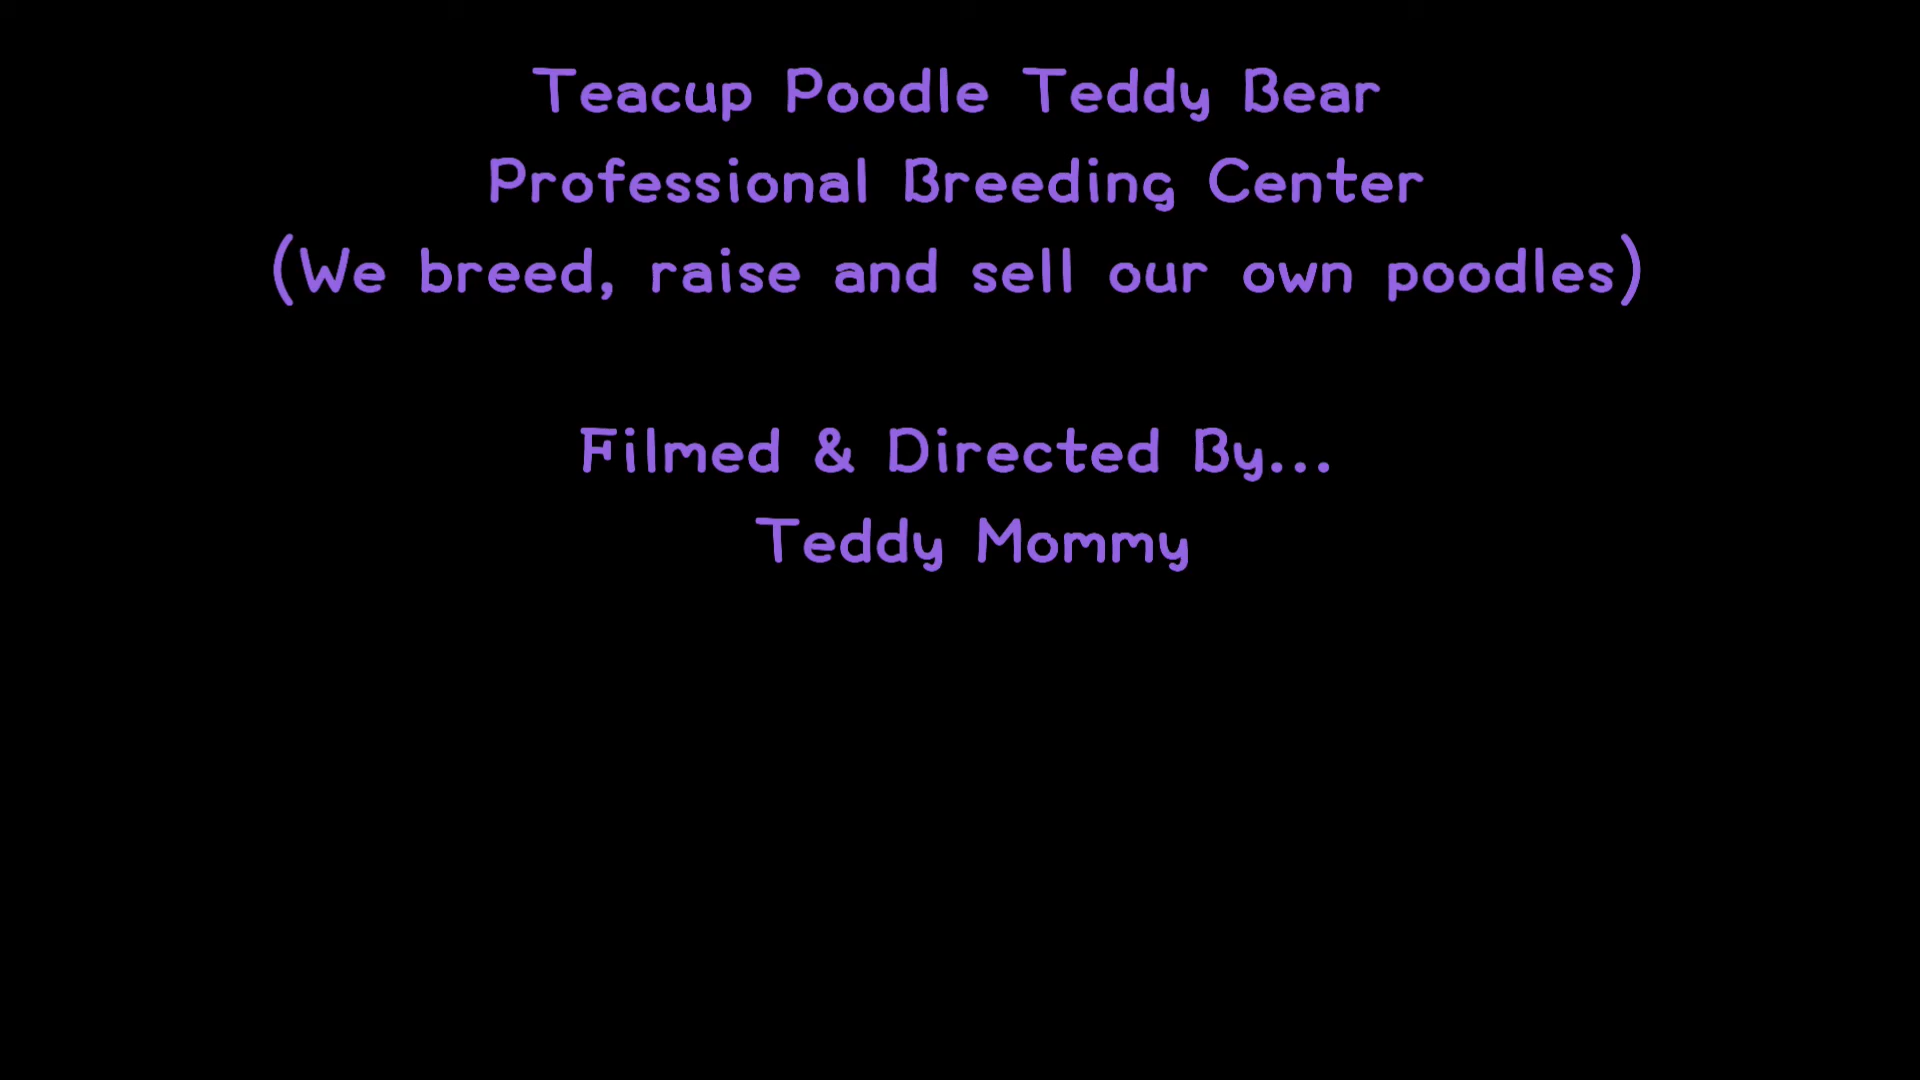 Teacup Poodle Teddy Bear
Professional Breeding Center
(We breed, raise and sell our own poodles)
Filmed & Directed By...
Teddy Mommy